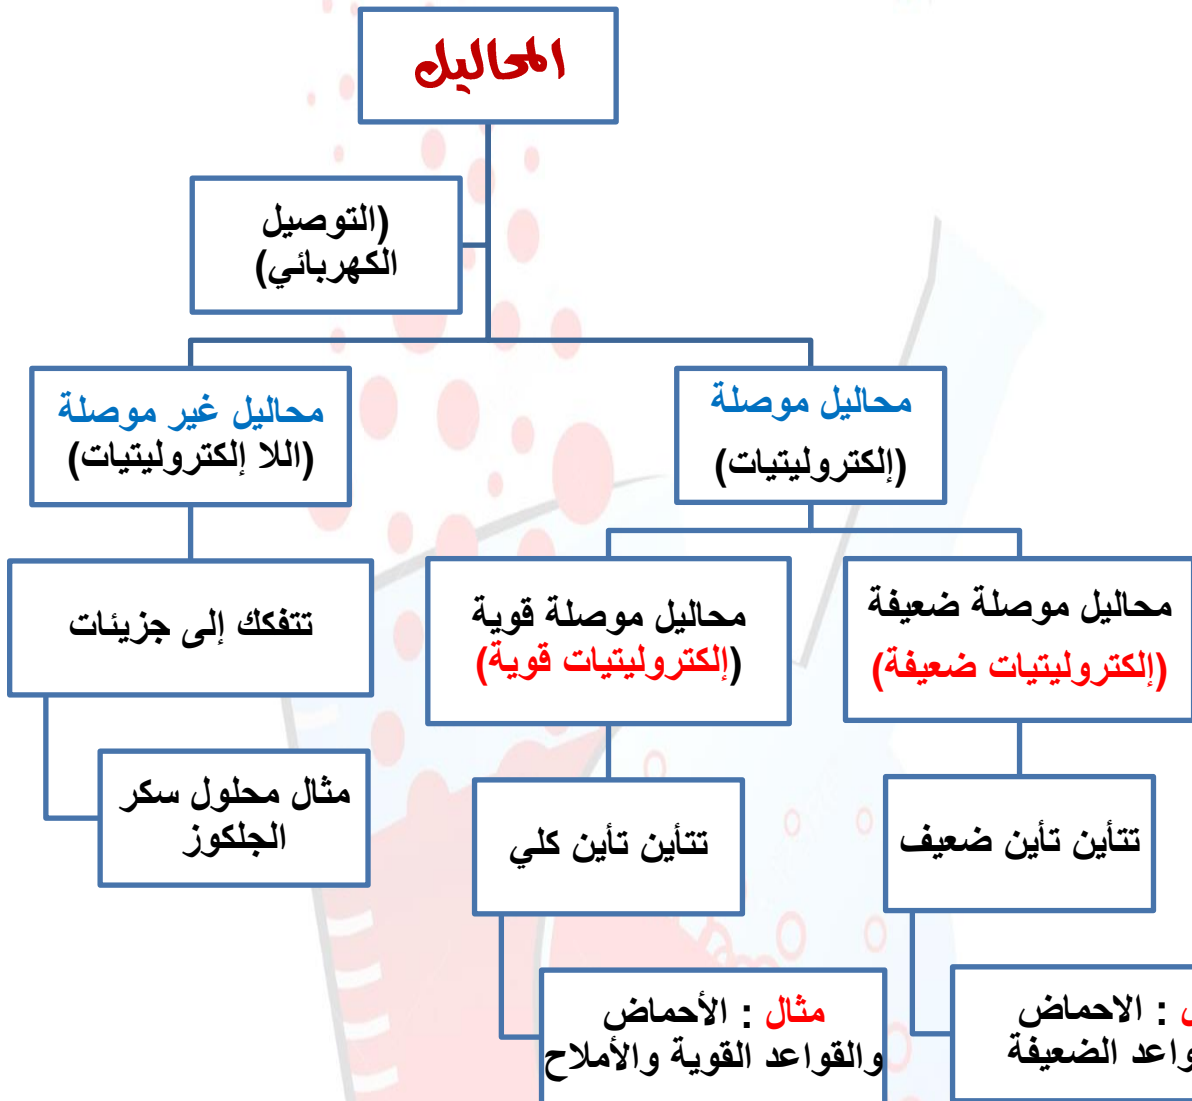 المحاليل
(التوصيل
الكهربائي)
محاليل موصلة
(إلكتروليتيات)
محاليل غير موصلة
(اللا إلكتروليتيات)
محاليل موصلة ضعيفة
(إلكتروليتيات ضعيفة)
محاليل موصلة قوية
(إلكتروليتيات قوية)
تتفكك إلى جزيئات
تتأين تأين ضعيف
تتأين تأين كلي
مثال محلول سكر
الجلكوز
: الاحماض
الضعيفة
مثال : الأحماض
والقواعد القوية والأملاح